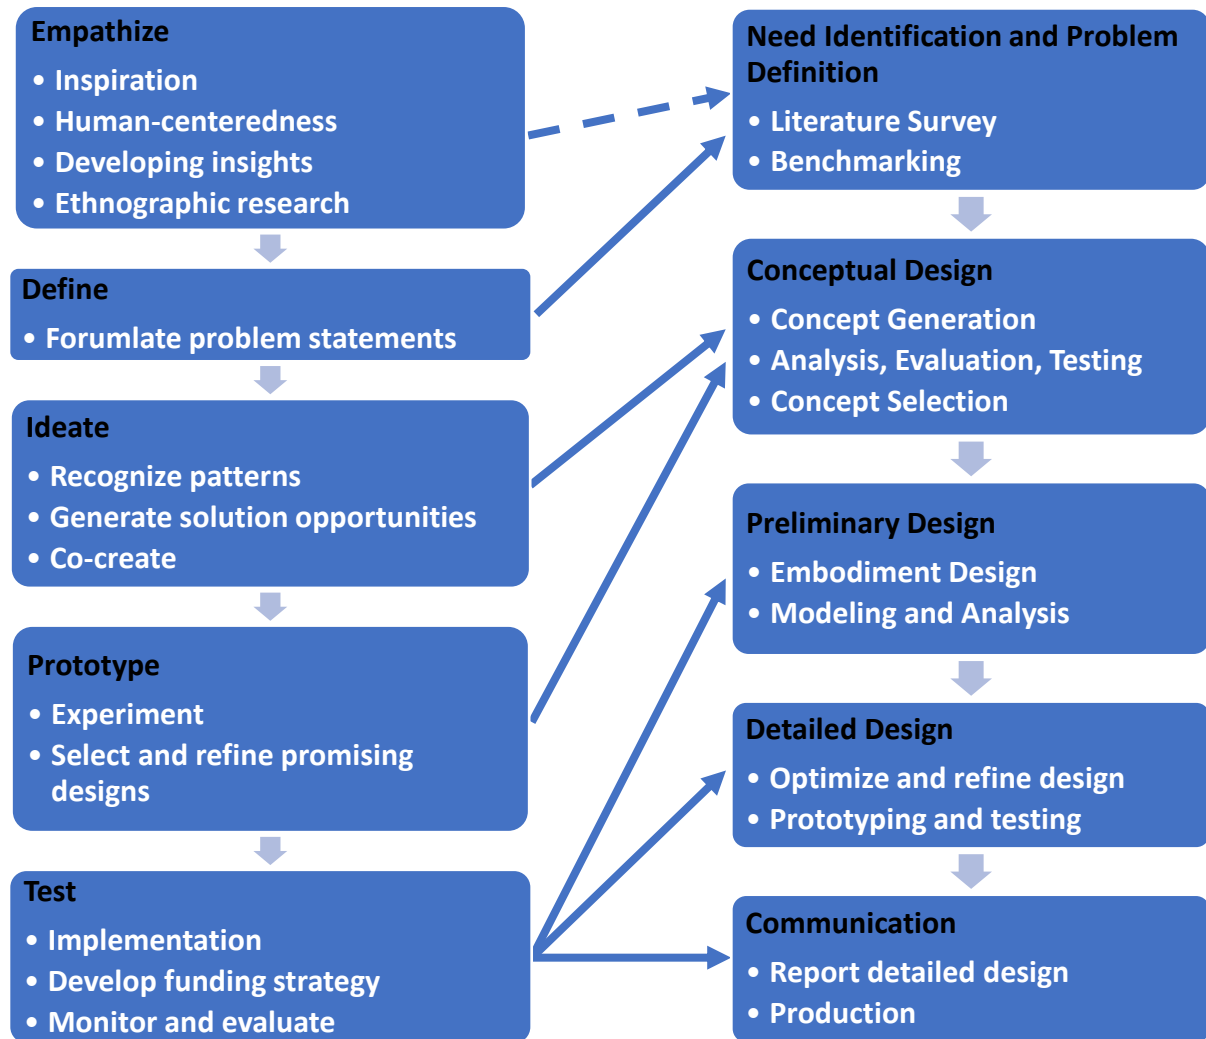 Empathize
• Inspiration
• Human-centeredness
• Developing insights
• Ethnographic research
Define
• Forumlate problem statements
Ideate
• Recognize patterns
• Generate solution opportunities
• Co-create
Prototype
• Experiment
• Select and refine promising
designs
Test
• Implementation
• Develop funding strategy
• Monitor and evaluate
Need Identification and Problem
Definition
• Literature Survey
• Benchmarking
Conceptual Design
• Concept Generation
• Analysis, Evaluation, Testing
• Concept Selection
Preliminary Design
• Embodiment Design
• Modeling and Analysis
Detailed Design
• Optimize and refine design
• Prototyping and testing
Communication
• Report detailed design
• Production